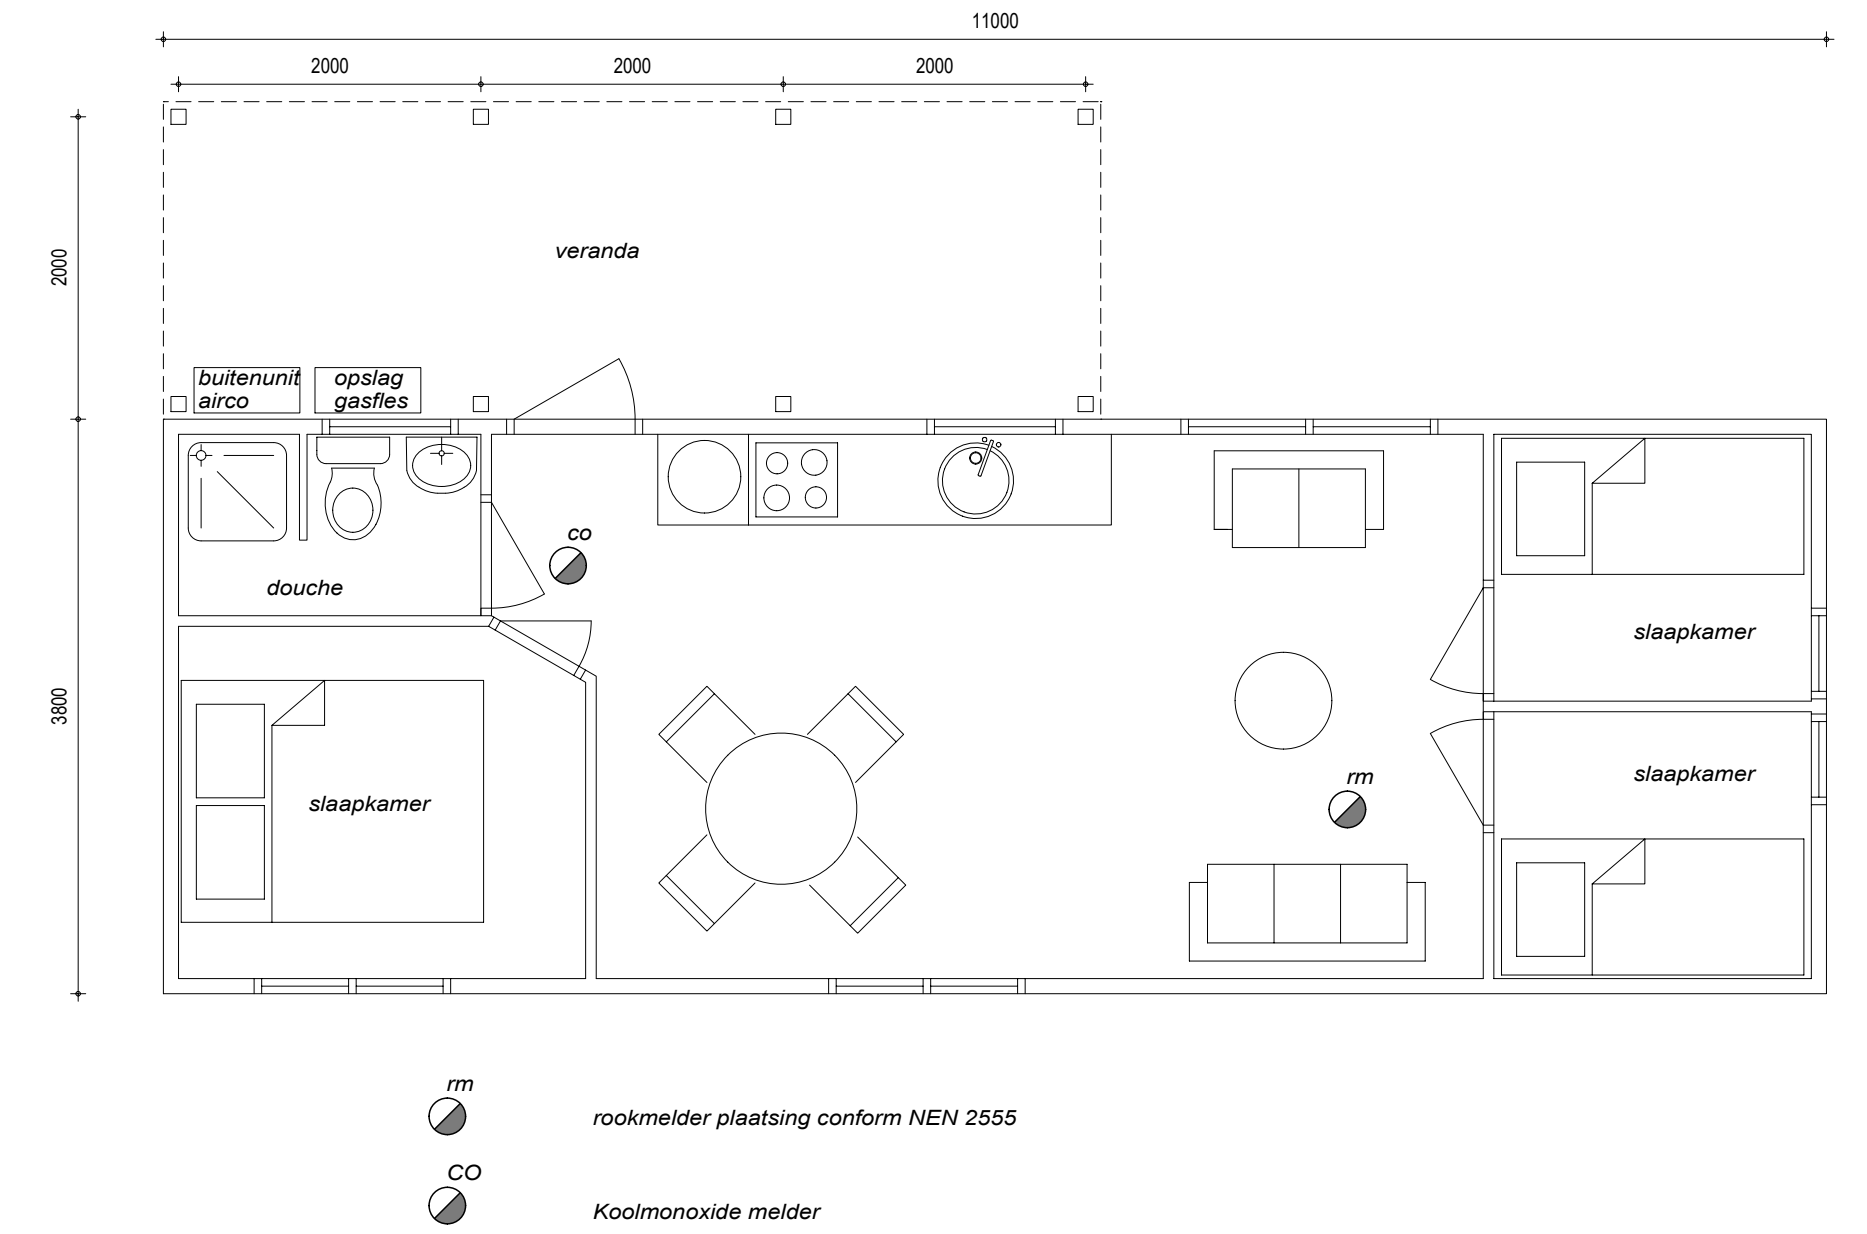 11000
2000 2000 2000
2000
veranda
buitenunit
airco
opslag
gasfles
co
douche
slaapkamer
3800
slaapkamer
rm
slaapkamer
slaapkamer
rm
rookmelder plaatsing conform NEN 2555
CO
Koolmonoxide melder